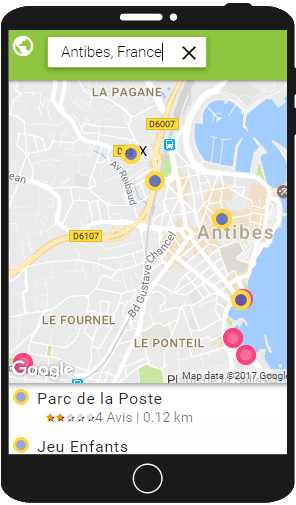 Antibes, France
LA PAGANE
D6007
X
Av Reibaud
D6107
Antibes
Bd Gustave Chancel
LE FOURNEL
LE PONTEIL
Google
Map data ©2017 Google
Parc de la Poste
4 Avis | 0.12 km
Jeu Enfants